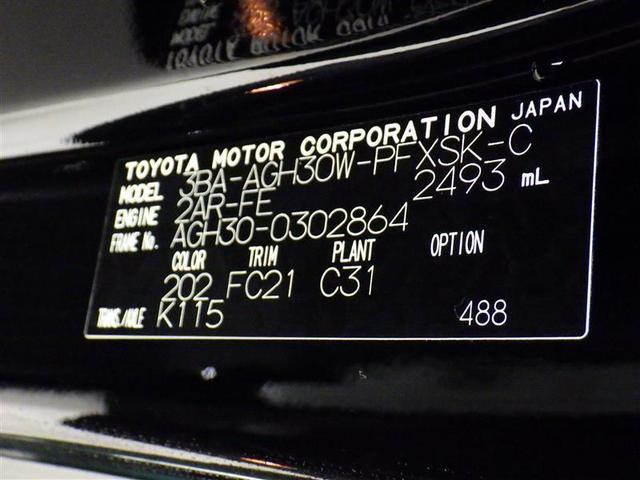 TOYOTA MOTOR CORPORATION JAPAN
MODEL 3BA-AGH30W-PFXSK-C
ENGINE 2AR-FE 2493 mL
FRAME No. AGH30-0302864
COLOR TRIM PLANT OPTION
202 FC21 C31
TRANS./AXLE K115 488